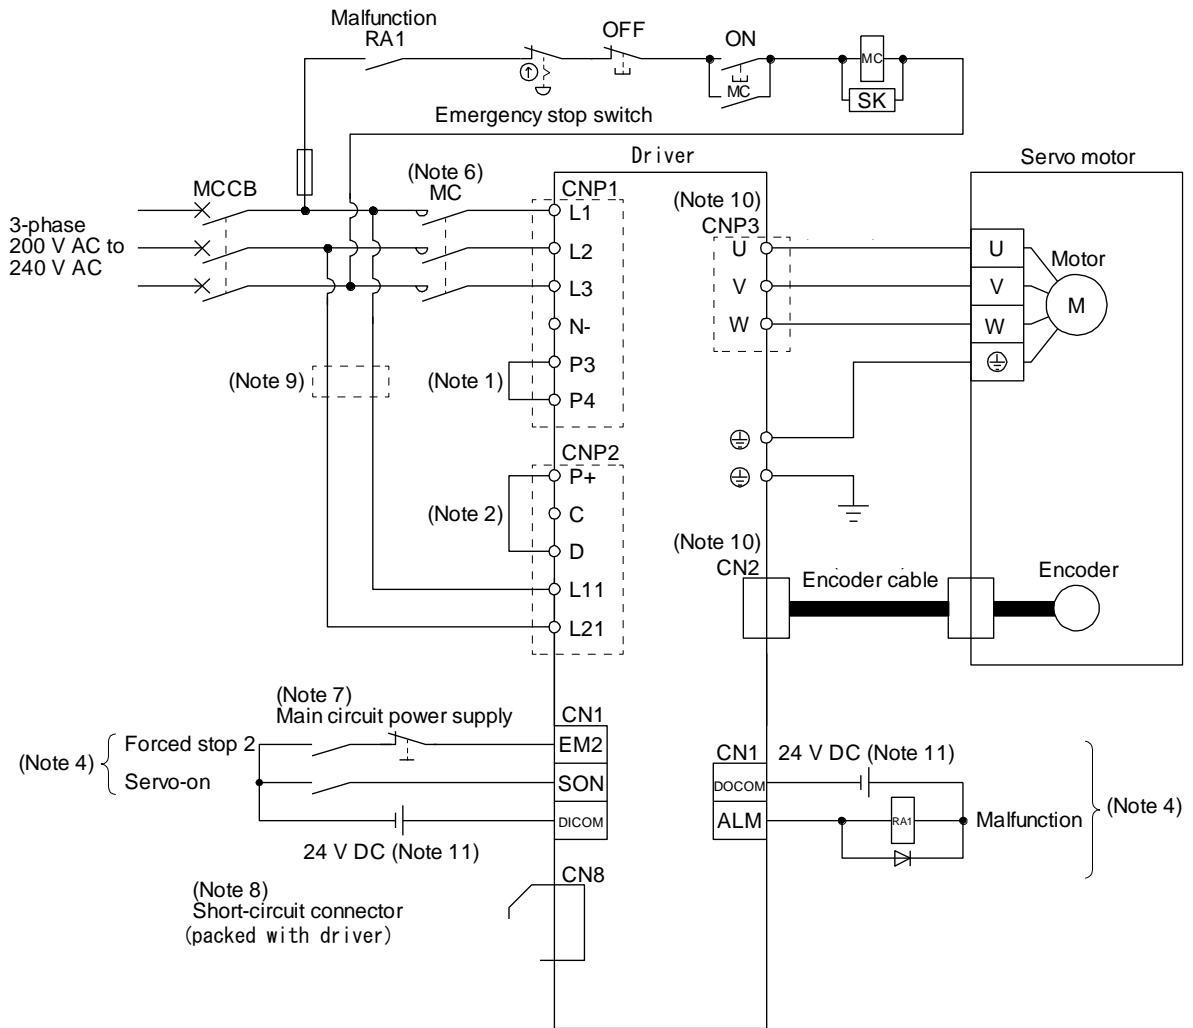 Malfunction
RA1
OFF
ON
MC
MC
SK
Emergency stop switch
Driver
Servo motor
MCCB
(Note 6)
MC
CNP1
(Note 10)
CNP3
3-phase
200 V AC to
240 V AC
L1
L2
L3
N-
P3
P4
U
V
W
U
V
W
Motor
M
(Note 9)
(Note 1)
CNP2
P+
C
D
L11
L21
(Note 2)
(Note 10)
CN2
Encoder cable
Encoder
(Note 7)
Main circuit power supply
CN1
(Note 4)
Forced stop 2
EM2
Servo-on
SON
DICOM
24 V DC (Note 11)
CN1
24 V DC (Note 11)
DOCOM
ALM
RA1
Malfunction
(Note 4)
CN8
(Note 8)
Short-circuit connector
(packed with driver)